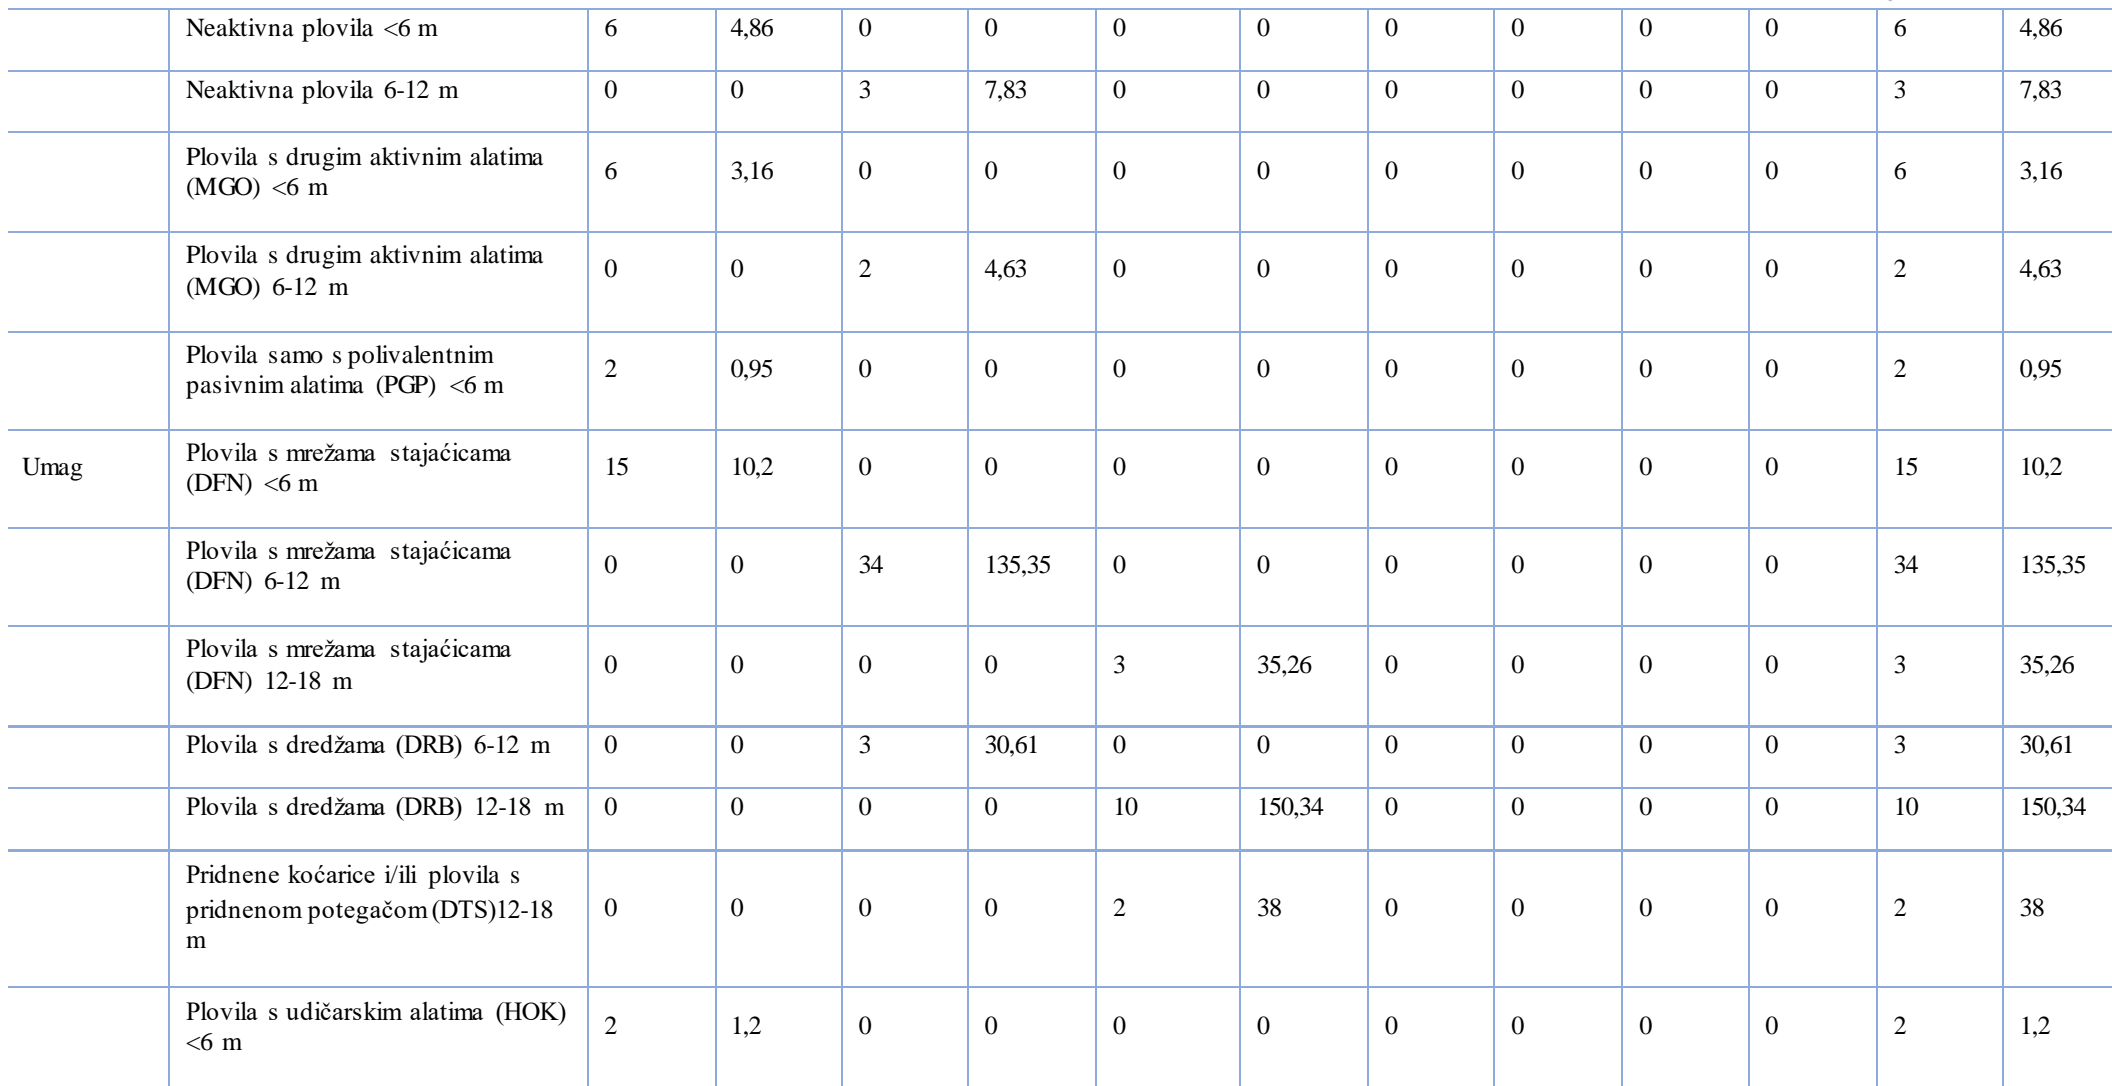 Neaktivna plovila <6 m 6 4,86 0 0 0 0 0 0 0 0 6 4,86
Neaktivna plovila 6-12 m 0 0 3 7,83 0 0 0 0 0 0 3 7,83
Plovila s drugim aktivnim alatima
(MGO) <6 m 6 3,16 0 0 0 0 0 0 0 0 6 3,16
Plovila s drugim aktivnim alatima
(MGO) 6-12 m 0 0 2 4,63 0 0 0 0 0 0 2 4,63
Plovila samo s polivalentnim
pasivnim alatima (PGP) <6 m 2 0,95 0 0 0 0 0 0 0 0 2 0,95
Umag Plovila s mrežama stajaćicama
(DFN) <6 m 15 10,2 0 0 0 0 0 0 0 0 15 10,2
Plovila s mrežama stajaćicama
(DFN) 6-12 m 0 0 34 135,35 0 0 0 0 0 0 34 135,35
Plovila s mrežama stajaćicama
(DFN) 12-18 m 0 0 0 0 3 35,26 0 0 0 0 3 35,26
Plovila s dredžama (DRB) 6-12 m 0 0 3 30,61 0 0 0 0 0 0 3 30,61
Plovila s dredžama (DRB) 12-18 m 0 0 0 0 10 150,34 0 0 0 0 10 150,34
Pridnene koćarice i/ili plovila s
pridnenom potegačom (DTS)12-18
m 0 0 0 0 2 38 0 0 0 0 2 38
Plovila s udičarskim alatima (HOK)
<6 m 2 1,2 0 0 0 0 0 0 0 0 2 1,2